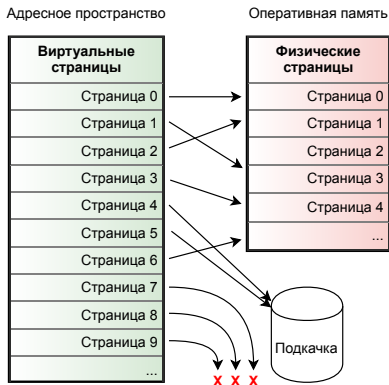 Адресное пространство
Оперативная память
Виртуальные
страницы
Страница 0
Страница 1
Страница 2
Страница 3
Страница 4
Страница 5
Страница 6
Страница 7
Страница 8
Страница 9
...
Физические
страницы
Страница 0
Страница 1
Страница 2
Страница 3
Страница 4
...
Подкачка
X X X